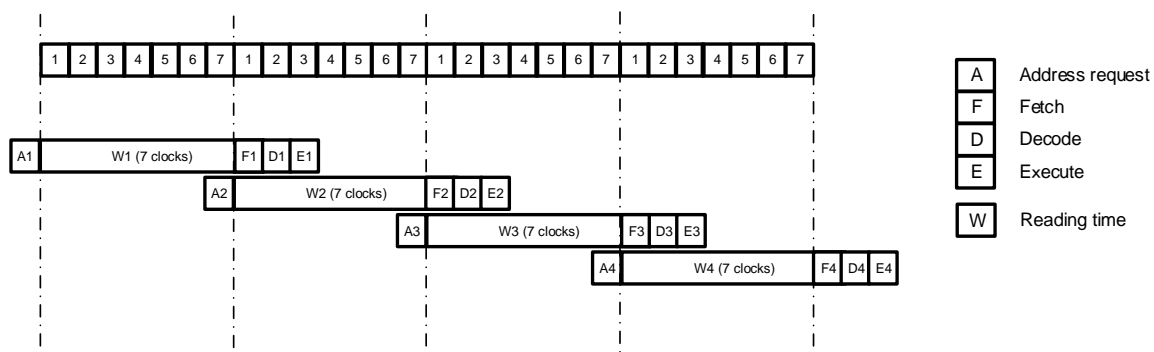 1 2 3 4 5 6 7 1 2 3 4 5 6 7 1 2 3 4 5 6 7 1 2 3 4 5 6 7
A Address request
F Fetch
D Decode
E Execute
W Reading time
A1 W1 (7 clocks) F1 D1 E1
A2 W2 (7 clocks) F2 D2 E2
A3 W3 (7 clocks) F3 D3 E3
A4 W4 (7 clocks) F4 D4 E4